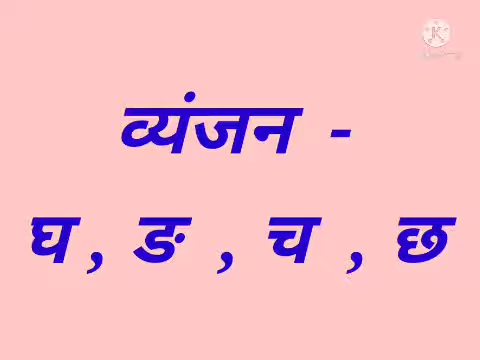 व्यंजन -
घ , ङ , च , छ